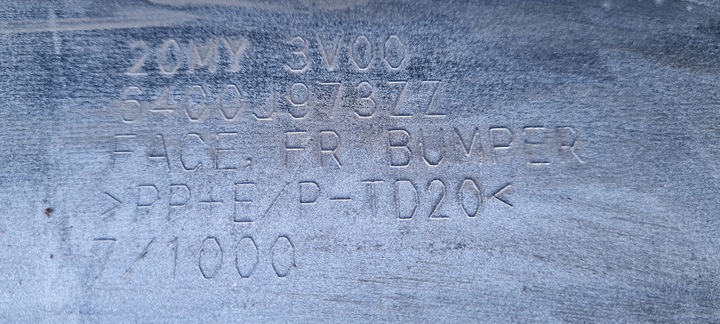 20MY 3V00
6400J973ZZ
FACE, FR BUMPER
>PP+E/P-TD20<
7/1000